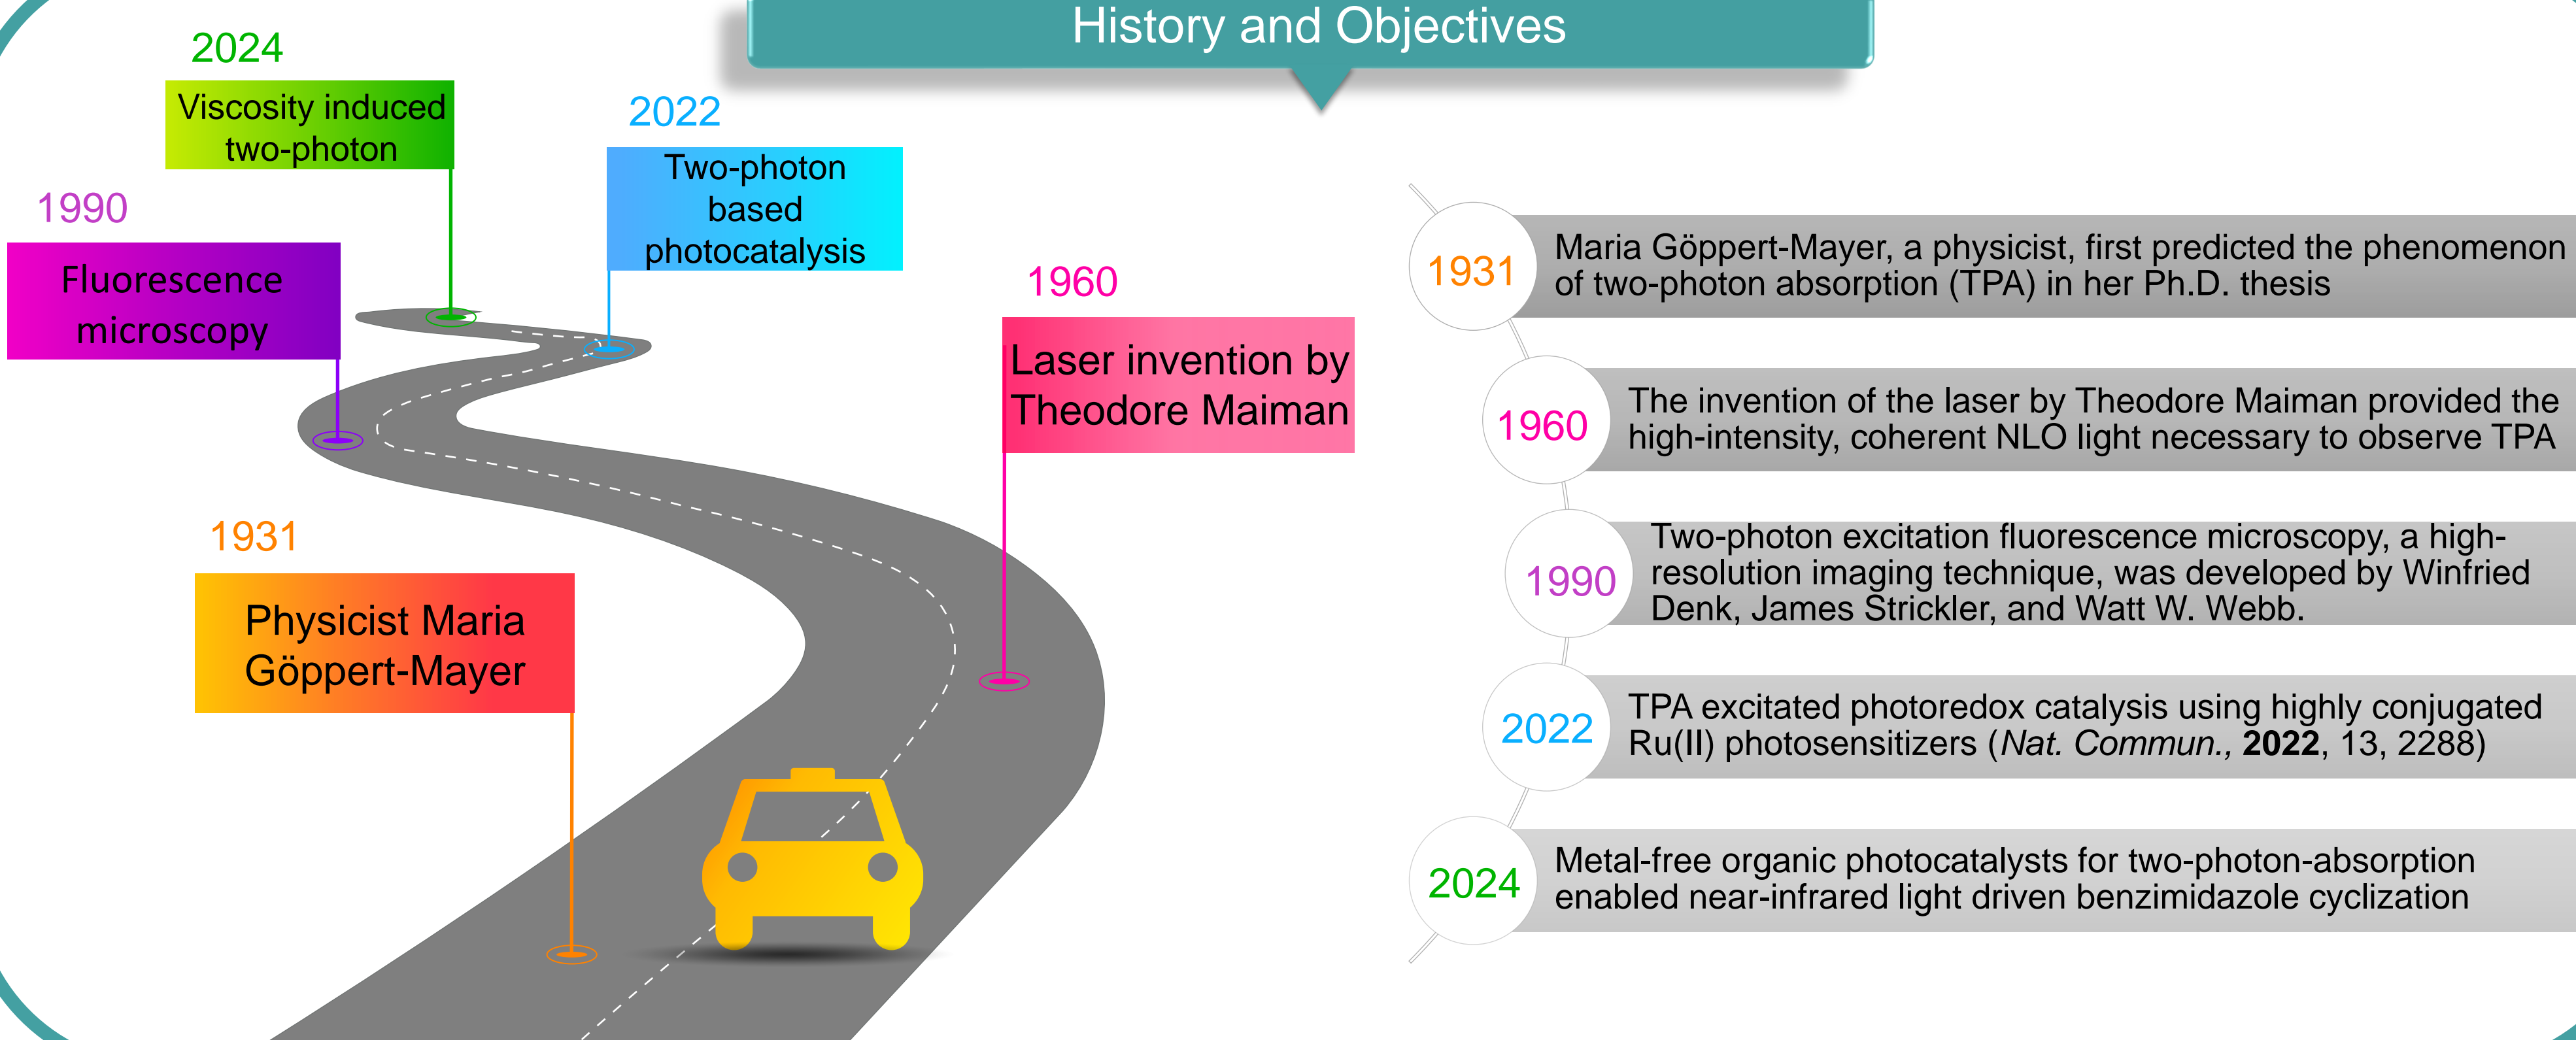 History and Objectives
2024
Viscosity induced
two-photon
2022
Two-photon
based
photocatalysis
1990
Fluorescence
microscopy
1960
Laser invention by
Theodore Maiman
1931
Physicist Maria
Göppert-Mayer
1931
Maria Göppert-Mayer, a physicist, first predicted the phenomenon
of two-photon absorption (TPA) in her Ph.D. thesis
1960
The invention of the laser by Theodore Maiman provided the
high-intensity, coherent NLO light necessary to observe TPA
1990
Two-photon excitation fluorescence microscopy, a high-
resolution imaging technique, was developed by Winfried
Denk, James Strickler, and Watt W. Webb.
2022
TPA excitated photoredox catalysis using highly conjugated
Ru(II) photosensitizers (Nat. Commun., 2022, 13, 2288)
2024
Metal-free organic photocatalysts for two-photon-absorption
enabled near-infrared light driven benzimidazole cyclization